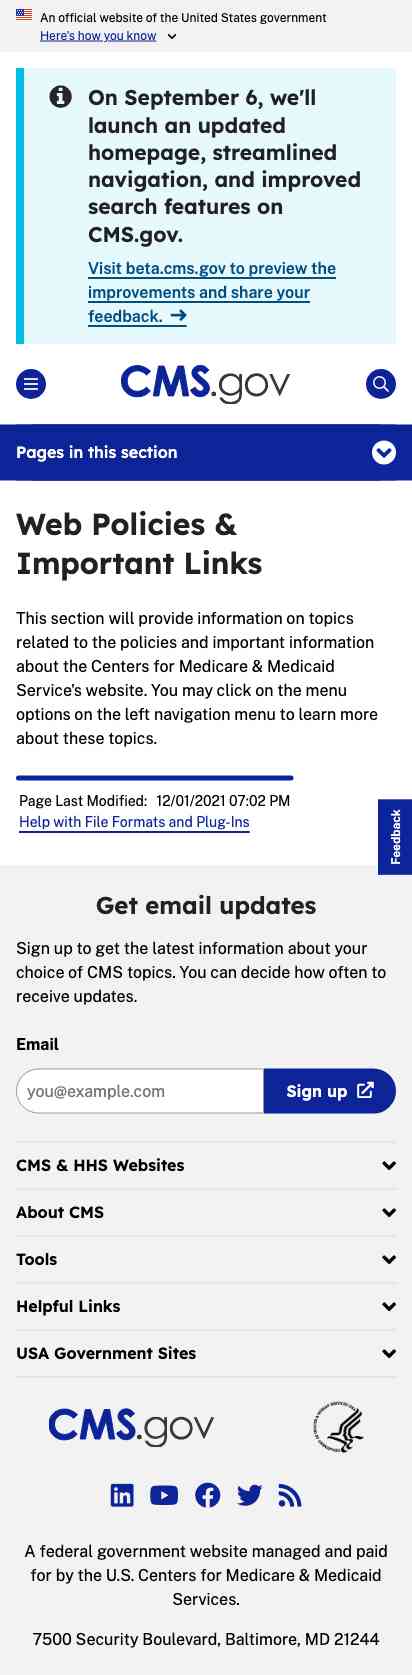 An official website of the United States government
Here's how you know
On September 6, we'll
launch an updated
homepage, streamlined
navigation, and improved
search features on
CMS.gov.
Visit beta.cms.gov to preview the
improvements and share your
feedback.
CMS.gov
Pages in this section
Web Policies &
Important Links
This section will provide information on topics
related to the policies and important information
about the Centers for Medicare & Medicaid
Service's website. You may click on the menu
options on the left navigation menu to learn more
about these topics.
Page Last Modified: 12/01/2021 07:02 PM
Help with File Formats and Plug-Ins
Feedback
Get email updates
Sign up to get the latest information about your
choice of CMS topics. You can decide how often to
receive updates.
Email
you@example.com
Sign up
CMS & HHS Websites
About CMS
Tools
Helpful Links
USA Government Sites
CMS.gov
A federal government website managed and paid
for by the U.S. Centers for Medicare & Medicaid
Services.
7500 Security Boulevard, Baltimore, MD 21244